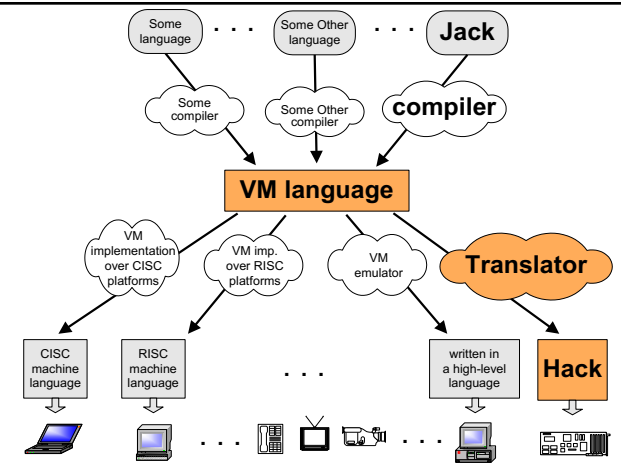 Some
language
. . .
Some Other
language
. . .
Jack
Some
compiler
Some Other
compiler
compiler
VM language
VM
implementation
over CISC
platforms
VM imp.
over RISC
platforms
VM
emulator
Translator
CISC
machine
language
RISC
machine
language
. . .
written in
a high-level
language
Hack
. . .
. . .